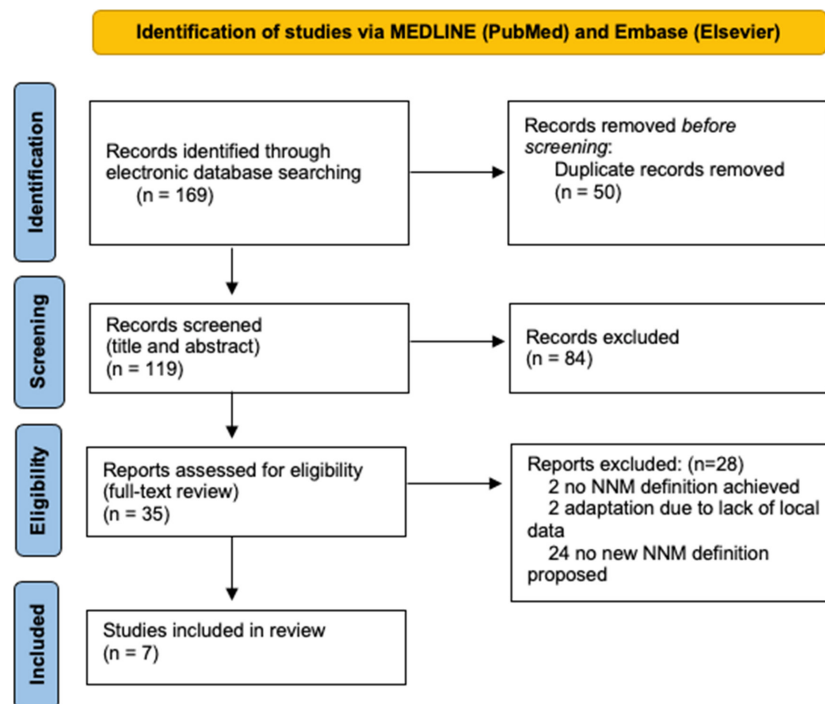 Identification of studies via MEDLINE (PubMed) and Embase (Elsevier)
Identification
Records identified through
electronic database searching
(n = 169)
Records removed before
screening:
Duplicate records removed
(n = 50)
Screening
Records screened
(title and abstract)
(n = 119)
Records excluded
(n = 84)
Eligibility
Reports assessed for eligibility
(full-text review)
(n = 35)
Reports excluded: (n=28)
2 no NNM definition achieved
2 adaptation due to lack of local
data
24 no new NNM definition
proposed
Included
Studies included in review
(n = 7)